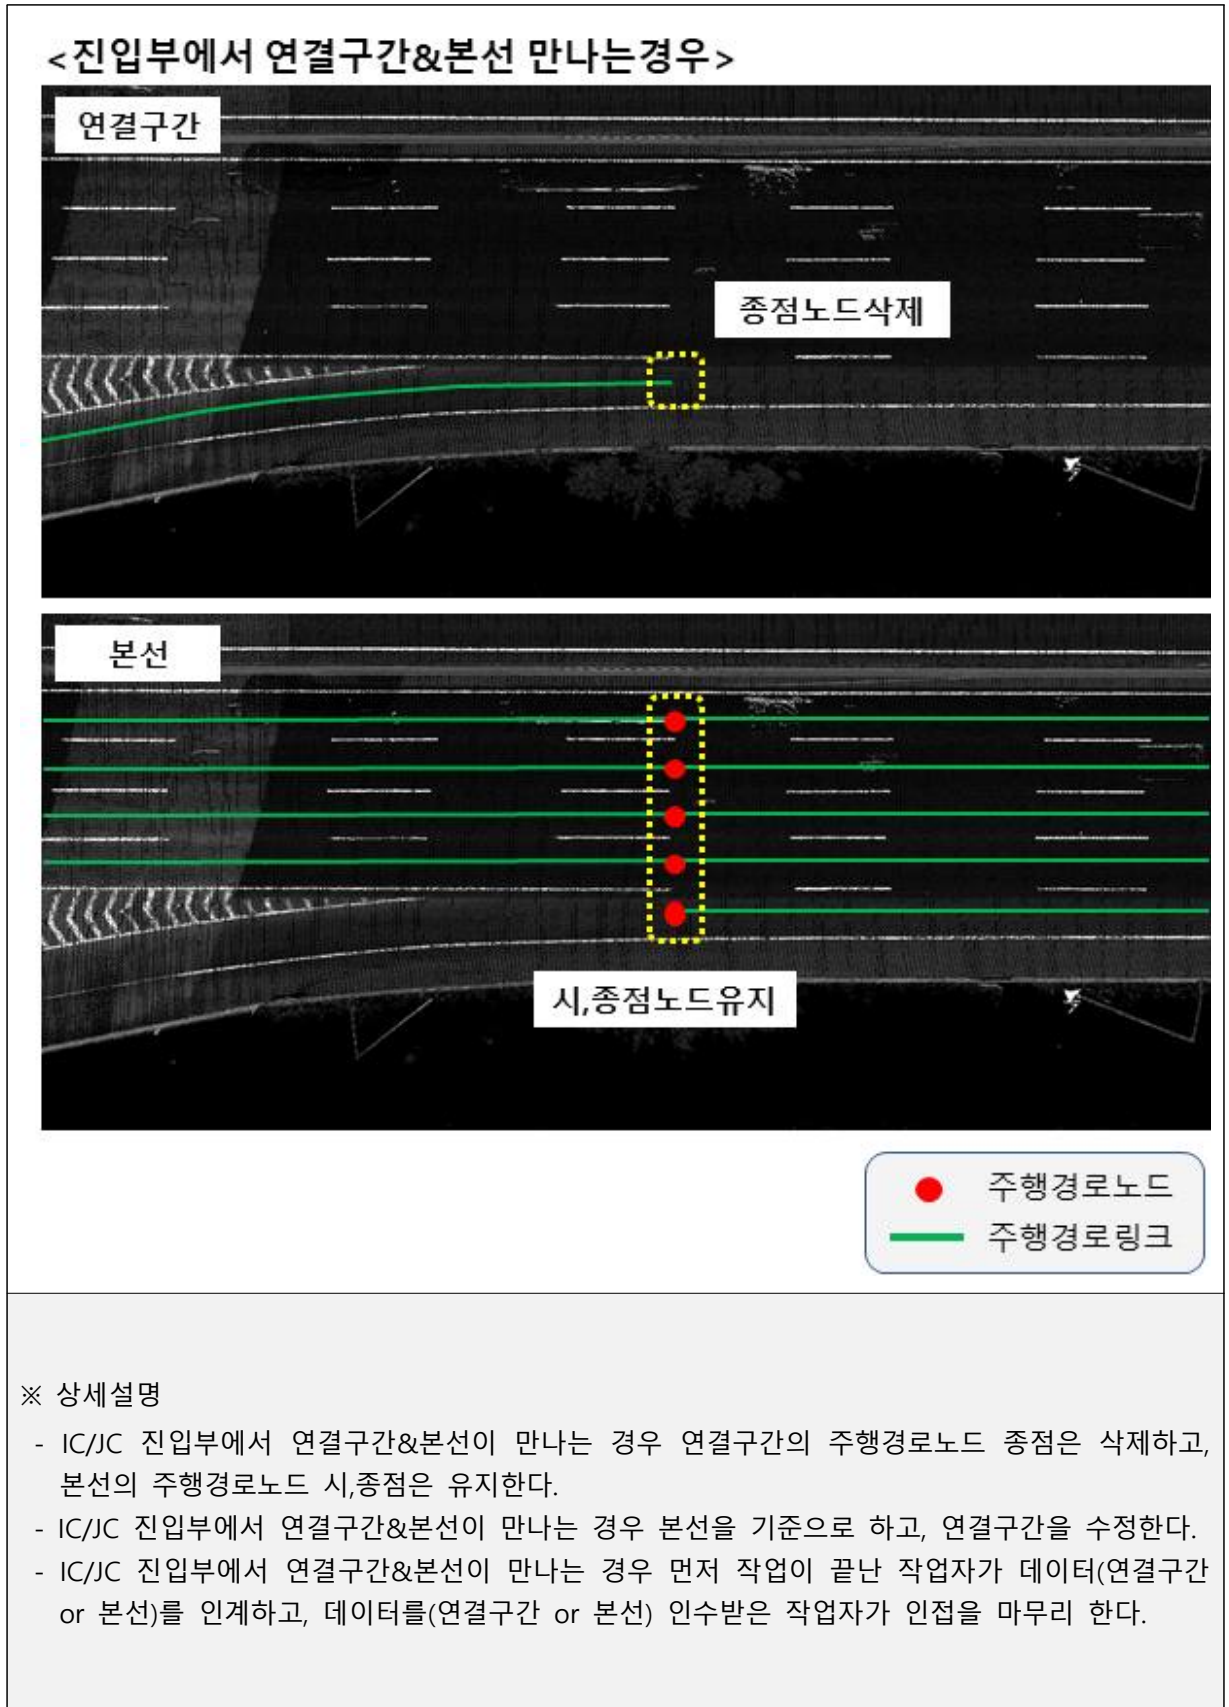 <진입부에서 연결구간&본선 만나는경우>
연결구간
종점노드삭제
본선
시,종점노드유지
주행경로노드
주행경로링크
※ 상세설명
- IC/JC 진입부에서 연결구간&본선이 만나는 경우 연결구간의 주행경로노드 종점은 삭제하고,
본선의 주행경로노드 시,종점은 유지한다.
- IC/JC 진입부에서 연결구간&본선이 만나는 경우 본선을 기준으로 하고, 연결구간을 수정한다.
- IC/JC 진입부에서 연결구간&본선이 만나는 경우 먼저 작업이 끝난 작업자가 데이터(연결구간
or 본선)를 인계하고, 데이터를(연결구간 or 본선) 인수받은 작업자가 인접을 마무리 한다.